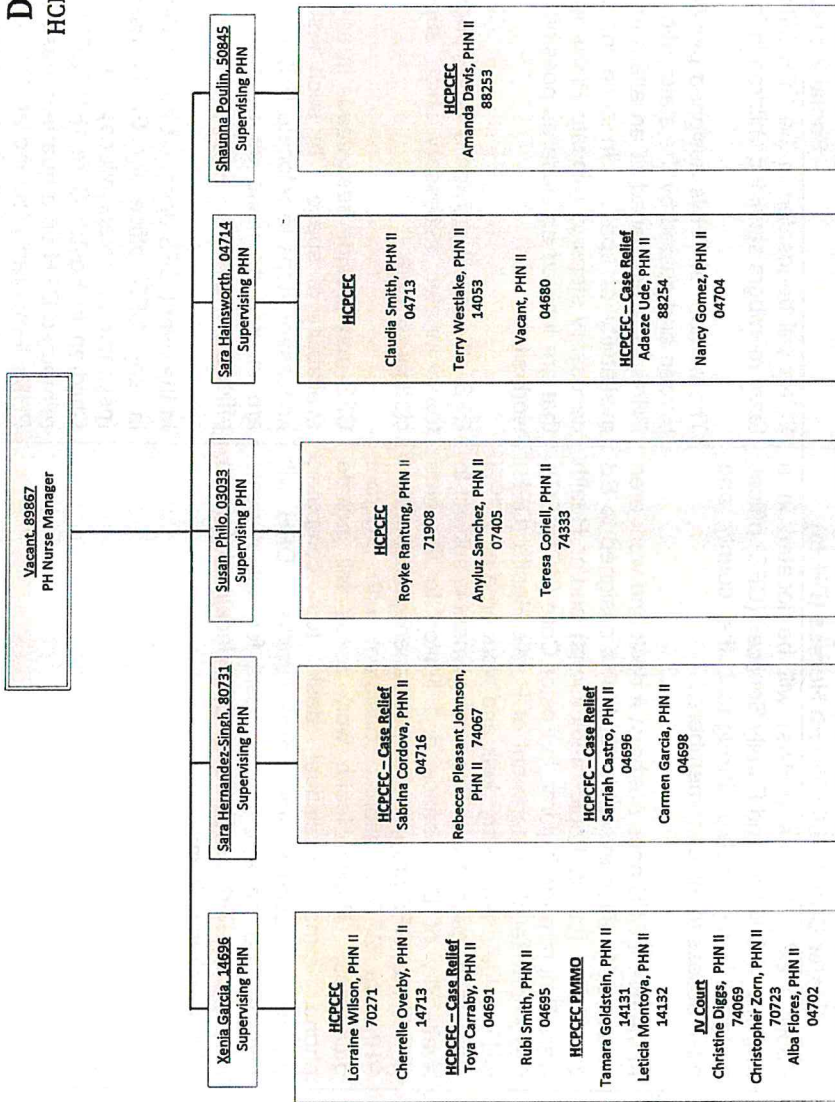 D
HCI
Vacant, 89867
PH Nurse Manager
Xenia Garcia, 14696
Supervising PHN
HCPCFC
Lorraine Wilson, PHN II
70271
Cherrelle Overby, PHN II
14713
HCPCFC – Case Relief
Toya Carraby, PHN II
04691
Rubi Smith, PHN II
04695
HCPCFC PMMO
Tamara Goldstein, PHN II
14131
Leticia Montoya, PHN II
14132
JV Court
Christine Diggs, PHN II
74069
Christopher Zorn, PHN II
70723
Alba Flores, PHN II
04702
Sara Hernandez-Singh, 80731
Supervising PHN
HCPCFC – Case Relief
Sabrina Cordova, PHN II
04716
Rebecca Pleasant Johnson,
PHN II 74067
HCPCFC – Case Relief
Sarriah Castro, PHN II
04696
Carmen Garcia, PHN II
04698
Susan Philo, 03033
Supervising PHN
HCPCFC
Royke Rantung, PHN II
71908
Anyluz Sanchez, PHN II
07405
Teresa Coriell, PHN II
74333
Sara Hainsworth, 04714
Supervising PHN
HCPCFC
Claudia Smith, PHN II
04713
Terry Westlake, PHN II
14053
Vacant, PHN II
04680
HCPCFC – Case Relief
Adaeze Ude, PHN II
88254
Nancy Gomez, PHN II
04704
Shaunna Poulin, 50845
Supervising PHN
HCPCFC
Amanda Davis, PHN II
88253